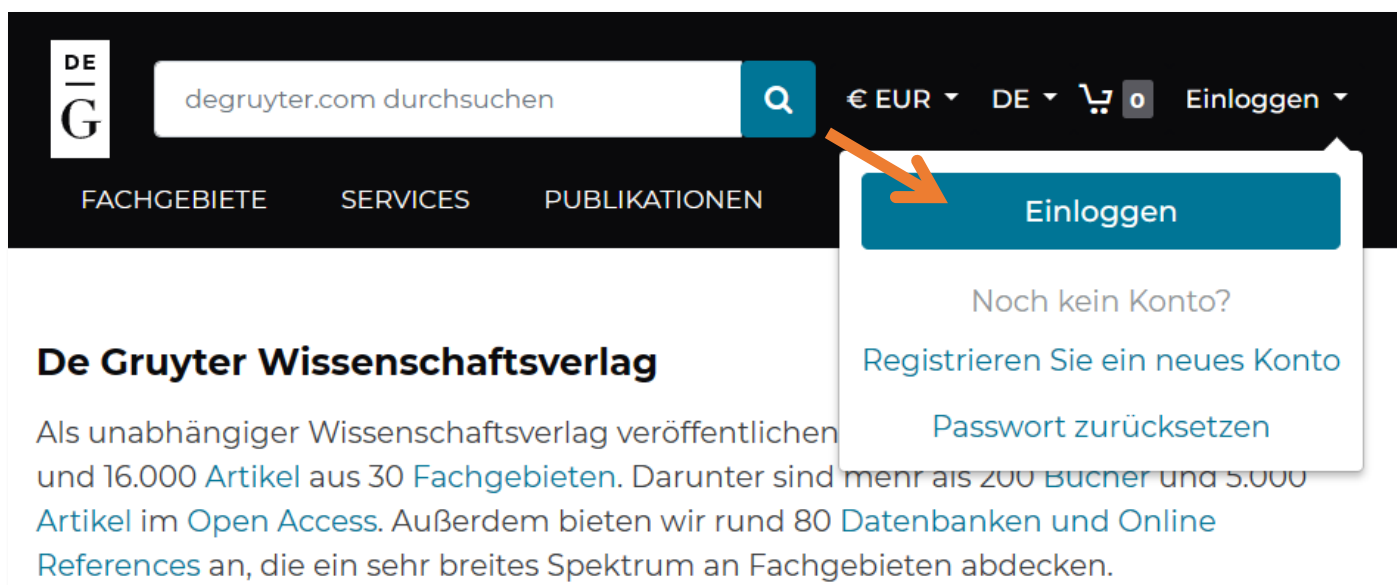 DE
G
degruyter.com durchsuchen
€ EUR DE 0 Einloggen
FACHGEBIETE SERVICES PUBLIKATIONEN
Einloggen
Noch kein Konto?
Registrieren Sie ein neues Konto
Passwort zurücksetzen
De Gruyter Wissenschaftsverlag
Als unabhängiger Wissenschaftsverlag veröffentlichen
und 16.000 Artikel aus 30 Fachgebieten. Darunter sind mehr als 200 Bücher und 5.000
Artikel im Open Access. Außerdem bieten wir rund 80 Datenbanken und Online
References an, die ein sehr breites Spektrum an Fachgebieten abdecken.